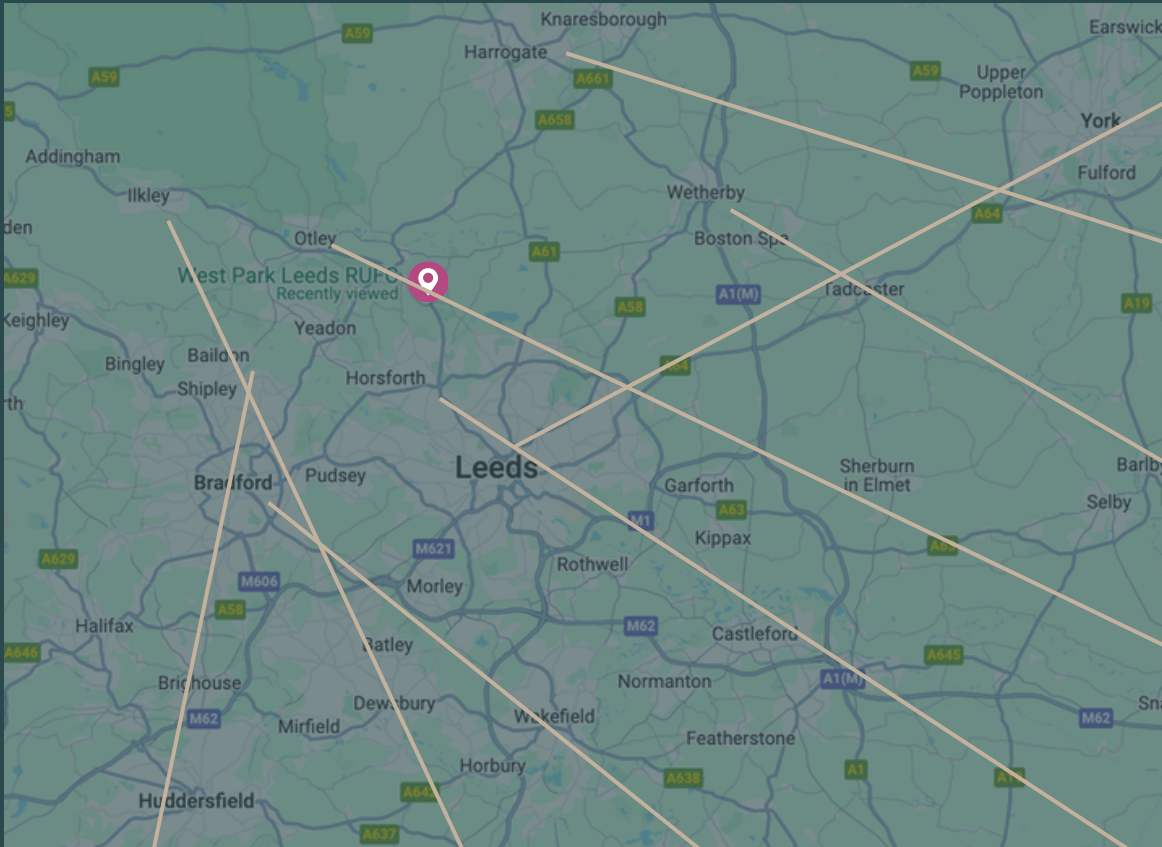 Knaresborough
Earswick
A59
Harrogate
A661
A59
Upper
Poppleton
A59
A658
York
Addingham
Fulford
Ilkley
Wetherby
A64
den
Otley
Boston Spa
A61
West Park Leeds RUFC
Recently viewed
A629
A1(M)
Tadcaster
A19
A58
Keighley
Yeadon
Baildon
Bingley
A64
Shipley
Horsforth
rth
Leeds
Sherburn
in Elmet
Barlby
Bradford
Pudsey
Garforth
Selby
A63
M1
Kippax
A63
A629
M621
Rothwell
M606
Morley
A58
Halifax
M62
Castleford
Batley
A646
A645
Brighouse
Normanton
A1(M)
Dewsbury
Sna
M62
Mirfield
Wakefield
M62
Featherstone
Horbury
A638
A1
A642
Huddersfield
A637